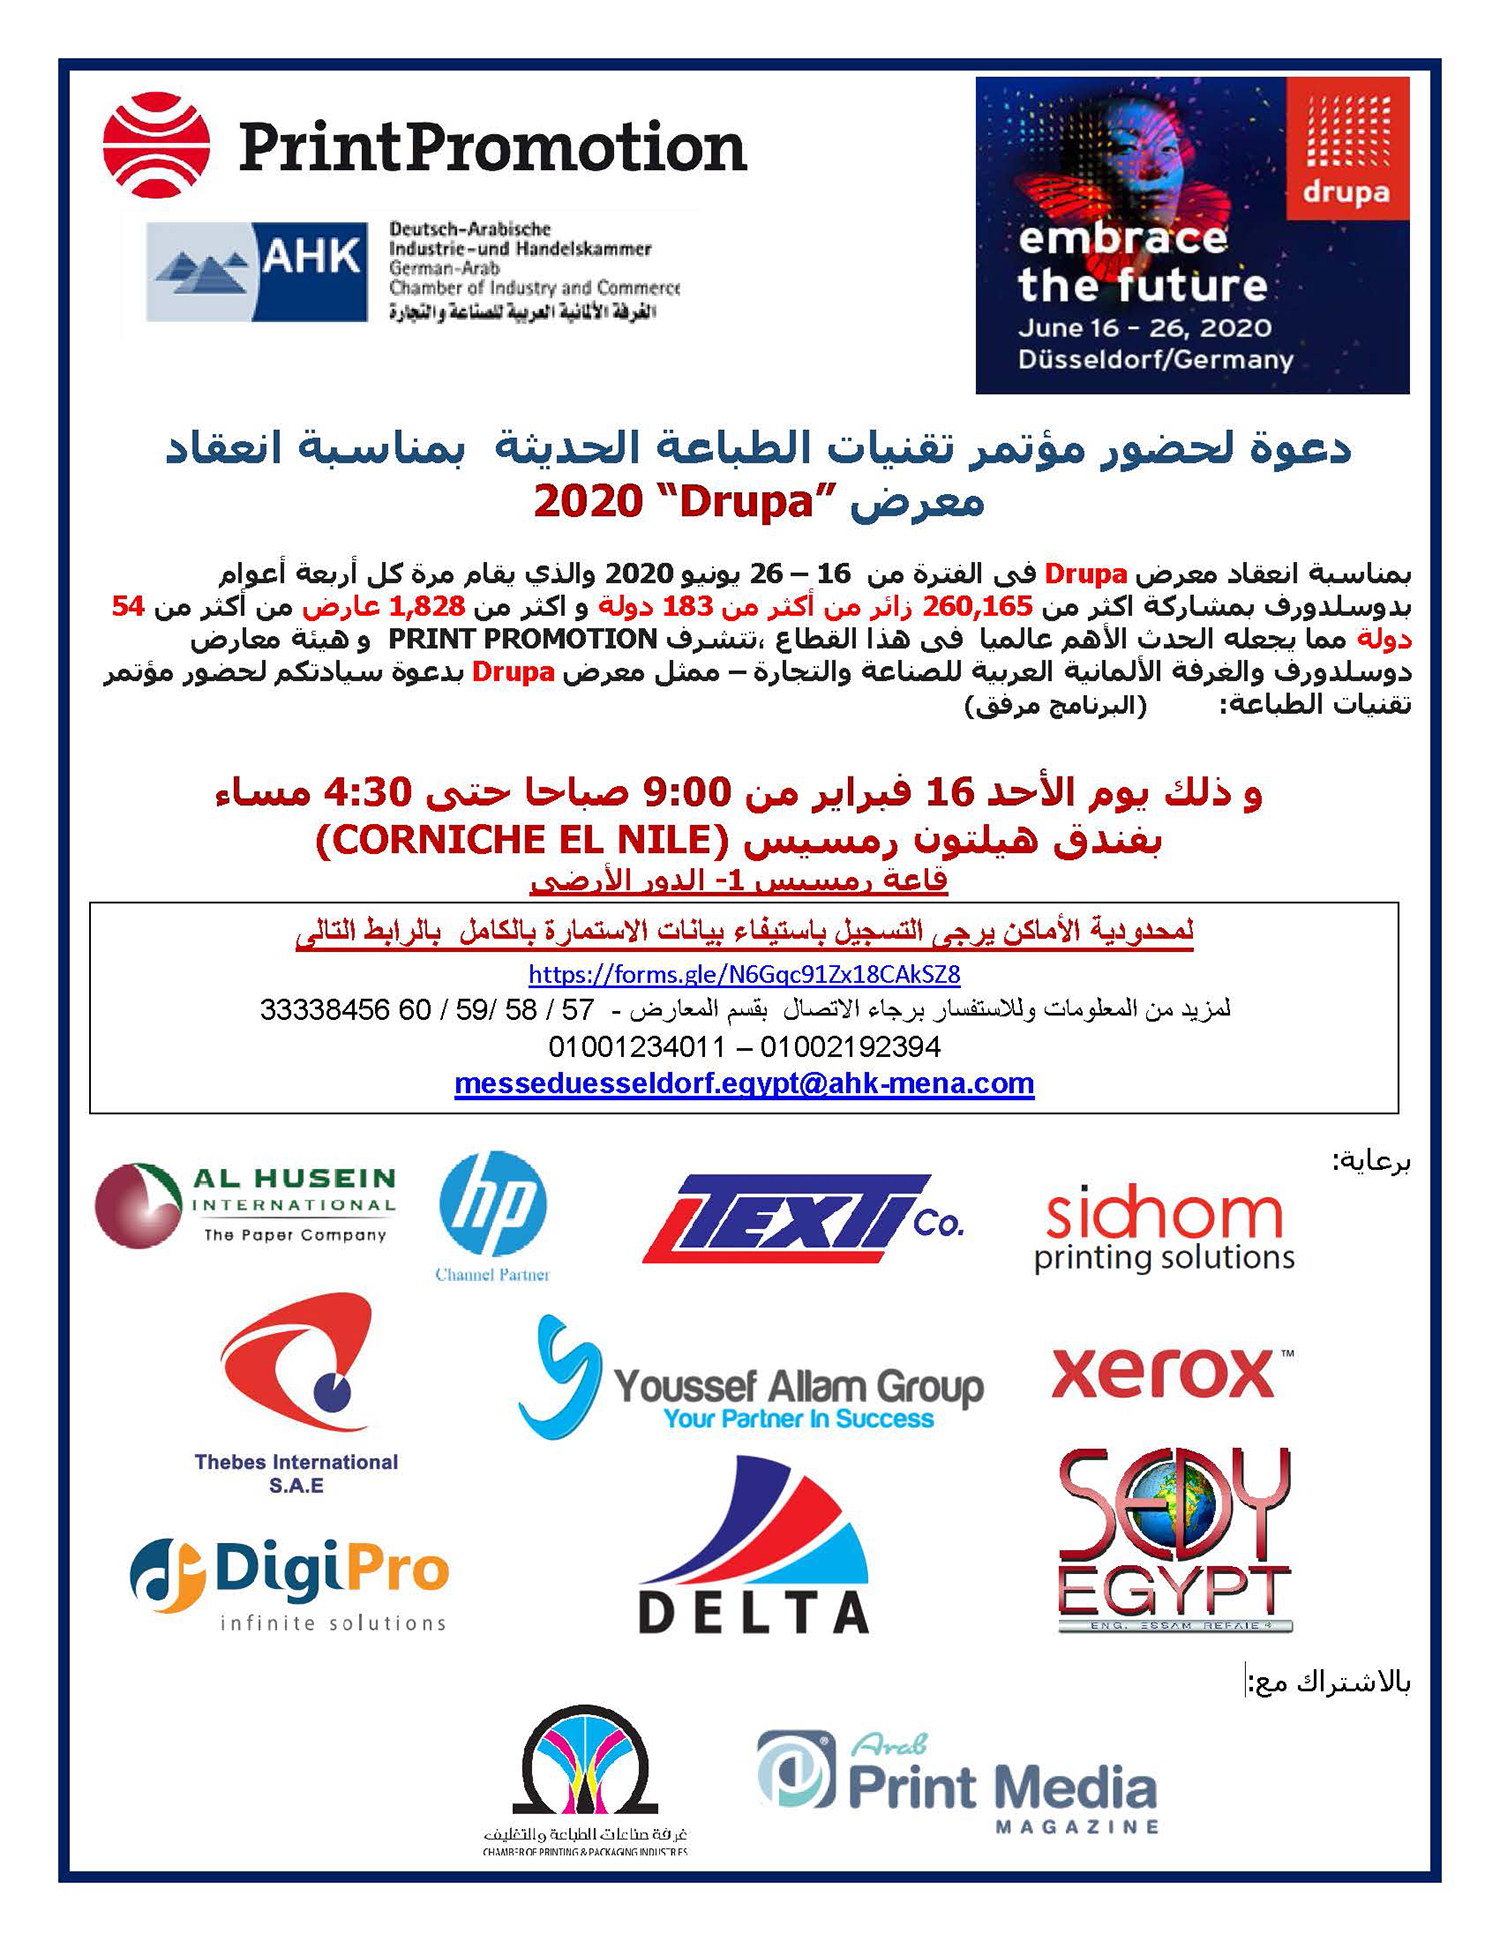 PrintPromotion
AHK
Deutsch-Arabische
Industrie-und Handelskammer
German-Arab
Chamber of Industry and Commerce
الغرفة الألمانية العربية للصناعة والتجارة
drupa
embrace
the future
June 16 - 26, 2020
Düsseldorf/Germany
دعوة لحضور مؤتمر تقنيات الطباعة الحديثة بمناسبة انعقاد
معرض “Drupa” 2020
بمناسبة انعقاد معرض Drupa فى الفترة من 16 – 26 يونيو 2020 والذي يقام مرة كل أربعة أعوام
بدوسلدورف بمشاركة اكثر من 260,165 زائر من أكثر من 183 دولة و اكثر من 1,828 عارض من أكثر من 54
دولة مما يجعله الحدث الأهم عالميا فى هذا القطاع ،تتشرف PRINT PROMOTION و هيئة معارض
دوسلدورف والغرفة الألمانية العربية للصناعة والتجارة – ممثل معرض Drupa بدعوة سيادتكم لحضور مؤتمر
تقنيات الطباعة: (البرنامج مرفق)
و ذلك يوم الأحد 16 فبراير من 9:00 صباحا حتى 4:30 مساء
بفندق هيلتون رمسيس (CORNICHE EL NILE)
قاعة رمسيس 1- الدور الأرضى
لمحدودية الأماكن يرجى التسجيل باستيفاء بيانات الاستمارة بالكامل بالرابط التالى
https://forms.gle/N6Gqc91Zx18CAkSZ8
لمزيد من المعلومات وللاستفسار برجاء الاتصال بقسم المعارض - 57 / 58 /59 / 60 33338456
01001234011 – 01002192394
messeduesseldorf.egypt@ahk-mena.com
برعاية:
AL HUSEIN
INTERNATIONAL
The Paper Company
hp
Channel Partner
TEXTI Co.
sidhom
printing solutions
Thebes International
S.A.E
Youssef Allam Group
Your Partner In Success
xerox™
DigiPro
infinite solutions
DELTA
SEDY
EGYPT
ENG. ESSAM REFAIE
بالاشتراك مع:
غرفة صناعات الطباعة والتغليف
CHAMBER OF PRINTING & PACKAGING INDUSTRIES
Arab
Print Media
MAGAZINE